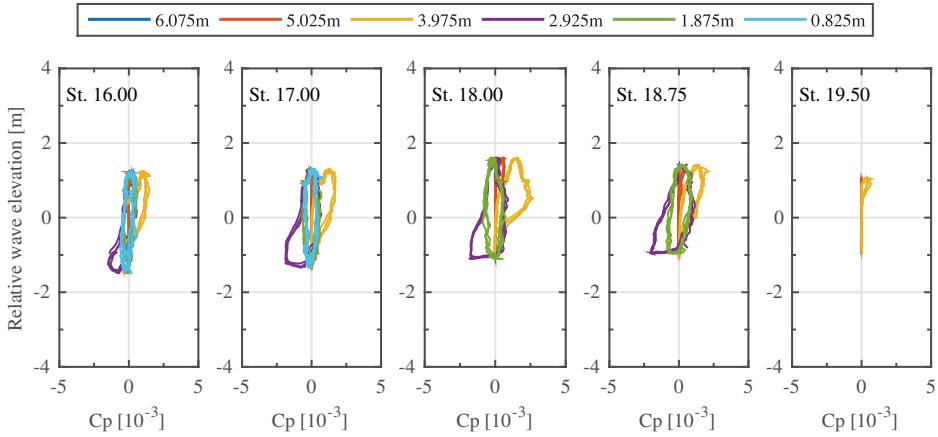 6.075m 5.025m 3.975m 2.925m 1.875m 0.825m
St. 16.00 St. 17.00 St. 18.00 St. 18.75 St. 19.50
Relative wave elevation [m]
4 4 4 4 4
2 2 2 2 2
0 0 0 0 0
-2 -2 -2 -2 -2
-4 -4 -4 -4 -4
-5 0 5 -5 0 5 -5 0 5 -5 0 5 -5 0 5
Cp [10⁻³] Cp [10⁻³] Cp [10⁻³] Cp [10⁻³] Cp [10⁻³]